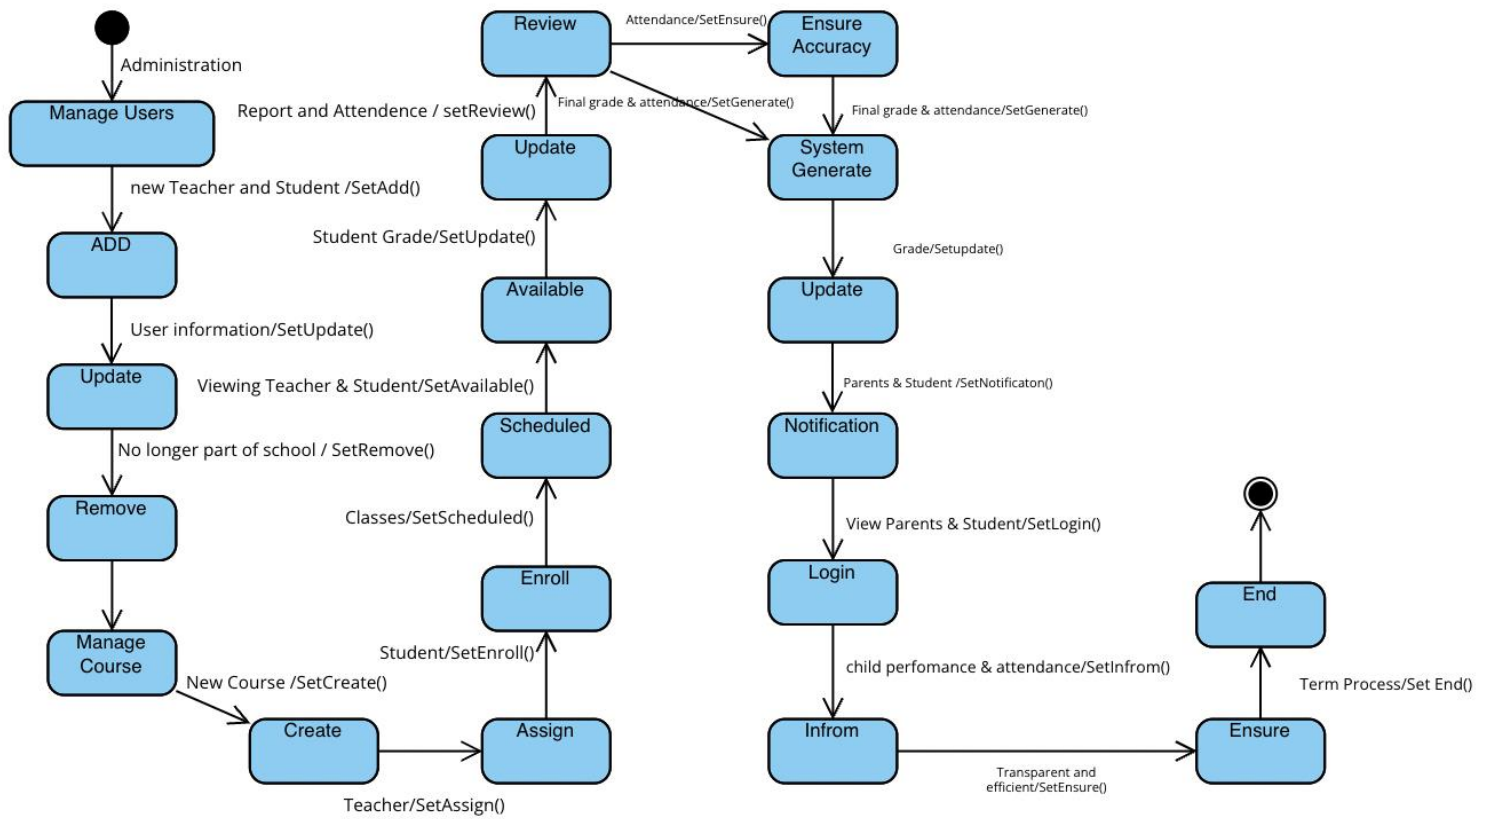 Administration
Manage Users
new Teacher and Student /SetAdd()
ADD
User information/SetUpdate()
Update
No longer part of school / SetRemove()
Remove
Manage
Course
New Course /SetCreate()
Create
Teacher/SetAssign()
Assign
Student/SetEnroll()
Enroll
Classes/SetScheduled()
Scheduled
Viewing Teacher & Student/SetAvailable()
Available
Student Grade/SetUpdate()
Update
Report and Attendence / setReview()
Review
Attendance/SetEnsure()
Ensure
Accuracy
Final grade & attendance/SetGenerate()
Final grade & attendance/SetGenerate()
System
Generate
Grade/Setupdate()
Update
Parents & Student /SetNotificaton()
Notification
View Parents & Student/SetLogin()
Login
child perfomance & attendance/SetInfrom()
Infrom
Transparent and
efficient/SetEnsure()
Ensure
Term Process/Set End()
End